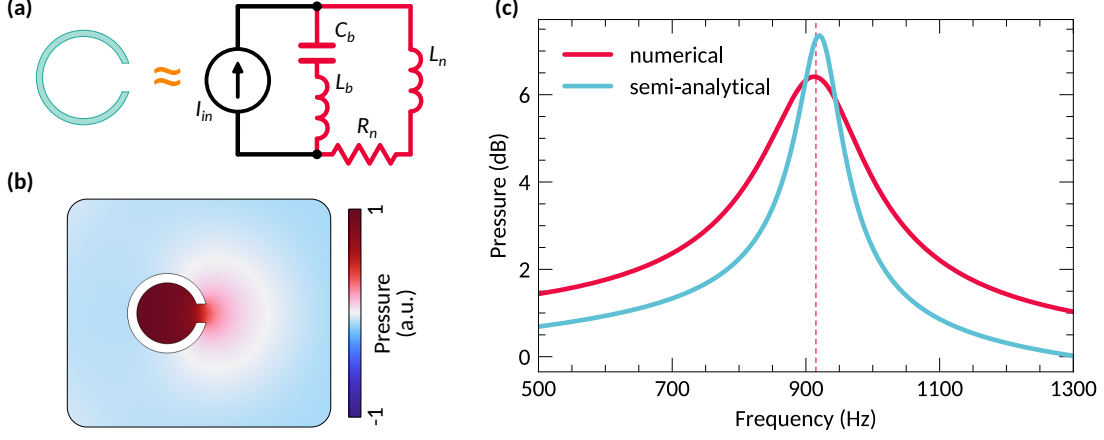 (a)
≈
C_b
L_b
L_n
I_in
R_n
(b)
1
Pressure
(a.u.)
-1
(c)
numerical
semi-analytical
Pressure (dB)
6
4
2
0
500 700 900 1100 1300
Frequency (Hz)